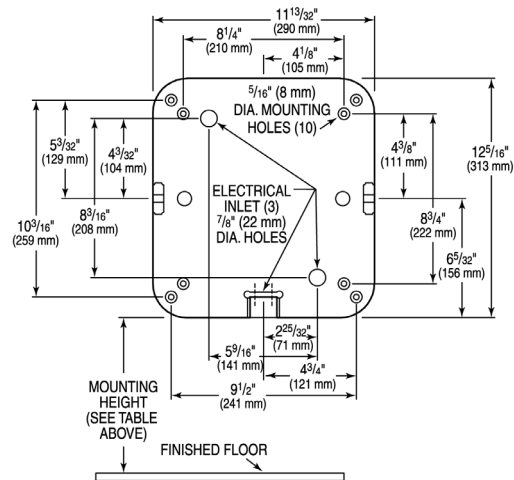 11 13/32"
(290 mm)
8 1/4"
(210 mm)
4 1/8"
(105 mm)
5/16" (8 mm)
DIA. MOUNTING
HOLES (10)
5 3/32"
(129 mm)
4 3/32"
(104 mm)
4 3/8"
(111 mm)
12 5/16"
(313 mm)
ELECTRICAL
INLET (3)
7/8" (22 mm)
DIA. HOLES
10 3/16"
(259 mm)
8 3/16"
(208 mm)
8 3/4"
(222 mm)
6 5/32"
(156 mm)
2 25/32"
(71 mm)
5 9/16"
(141 mm)
4 3/4"
(121 mm)
9 1/2"
(241 mm)
MOUNTING
HEIGHT
(SEE TABLE
ABOVE)
FINISHED FLOOR